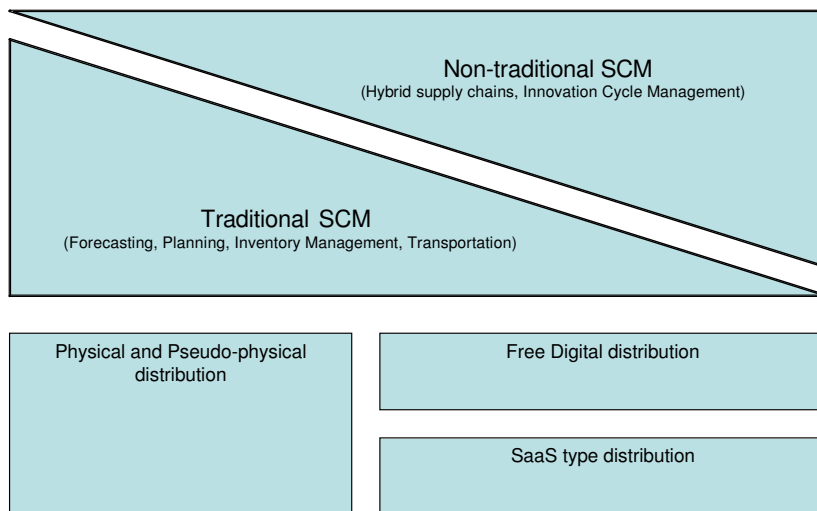 Non-traditional SCM
(Hybrid supply chains, Innovation Cycle Management)
Traditional SCM
(Forecasting, Planning, Inventory Management, Transportation)
Physical and Pseudo-physical
distribution
Free Digital distribution
SaaS type distribution